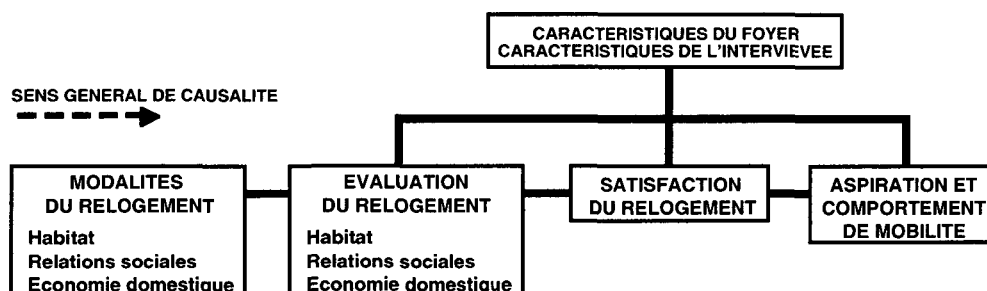 CARACTERISTIQUES DU FOYER
CARACTERISTIQUES DE L'INTERVIEVEE
SENS GENERAL DE CAUSALITE
MODALITES
DU RELOGEMENT
Habitat
Relations sociales
Economie domestique
EVALUATION
DU RELOGEMENT
Habitat
Relations sociales
Economie domestique
SATISFACTION
DU RELOGEMENT
ASPIRATION ET
COMPORTEMENT
DE MOBILITE